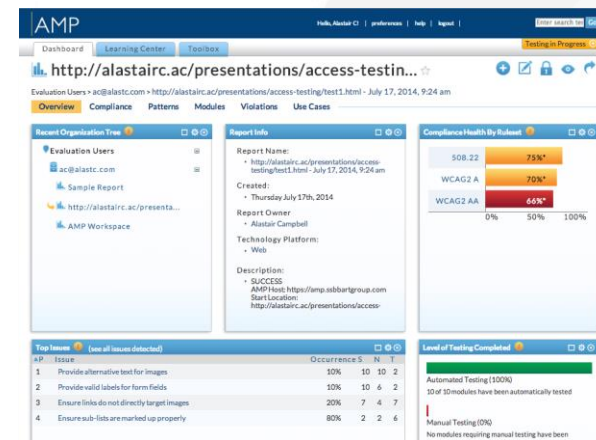 AMP
Hello, Alastair C! | preferences | help | logout |
Enter search ter Go
Testing in Progress
Dashboard
Learning Center
Toolbox
http://alastairc.ac/presentations/access-testin...
Evaluation Users > ac@alastc.com > http://alastairc.ac/presentations/access-testing/test1.html - July 17, 2014, 9:24 am
Overview Compliance Patterns Modules Violations Use Cases
Recent Organization Tree
Evaluation Users
ac@alastc.com
Sample Report
http://alastairc.ac/presenta...
AMP Workspace
Report Info
Report Name:
• http://alastairc.ac/presentations/access-
testing/test1.html - July 17, 2014, 9:24 am
Created:
• Thursday July 17th, 2014
Report Owner
• Alastair Campbell
Technology Platform:
• Web
Description:
• SUCCESS
AMP Host: https://amp.ssbbartgroup.com
Start Location:
http://alastairc.ac/presentations/access-
Compliance Health By Ruleset
508.22 75%*
WCAG2 A 70%*
WCAG2 AA 66%*
0% 50% 100%
Top Issues (see all issues detected)
#P Issue Occurrence S N T
1 Provide alternative text for images 10% 10 10 2
2 Provide valid labels for form fields 10% 10 6 2
3 Ensure links do not directly target images 20% 7 4 7
4 Ensure sub-lists are marked up properly 80% 2 2 6
Level of Testing Completed
Automated Testing (100%)
10 of 10 modules have been automatically tested
Manual Testing (0%)
No modules requiring manual testing have been